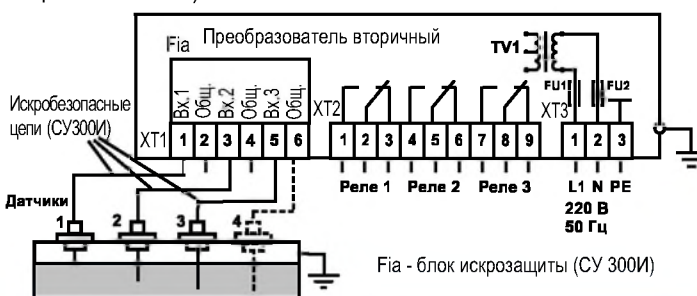 Преобразователь вторичный
Fia
TV1
FU1
FU2
Вх.1
Общ.
Вх.2
Общ.
Вх.3
Общ.
Искробезопасные
цепи (СУ300И)
XT1
1 2 3 4 5 6
XT2
1 2 3 4 5 6 7 8 9
XT3
1 2 3
Реле 1 Реле 2 Реле 3
L1 N PE
220 В
50 Гц
Датчики
1 2 3 4
Fia - блок искрозащиты (СУ 300И)